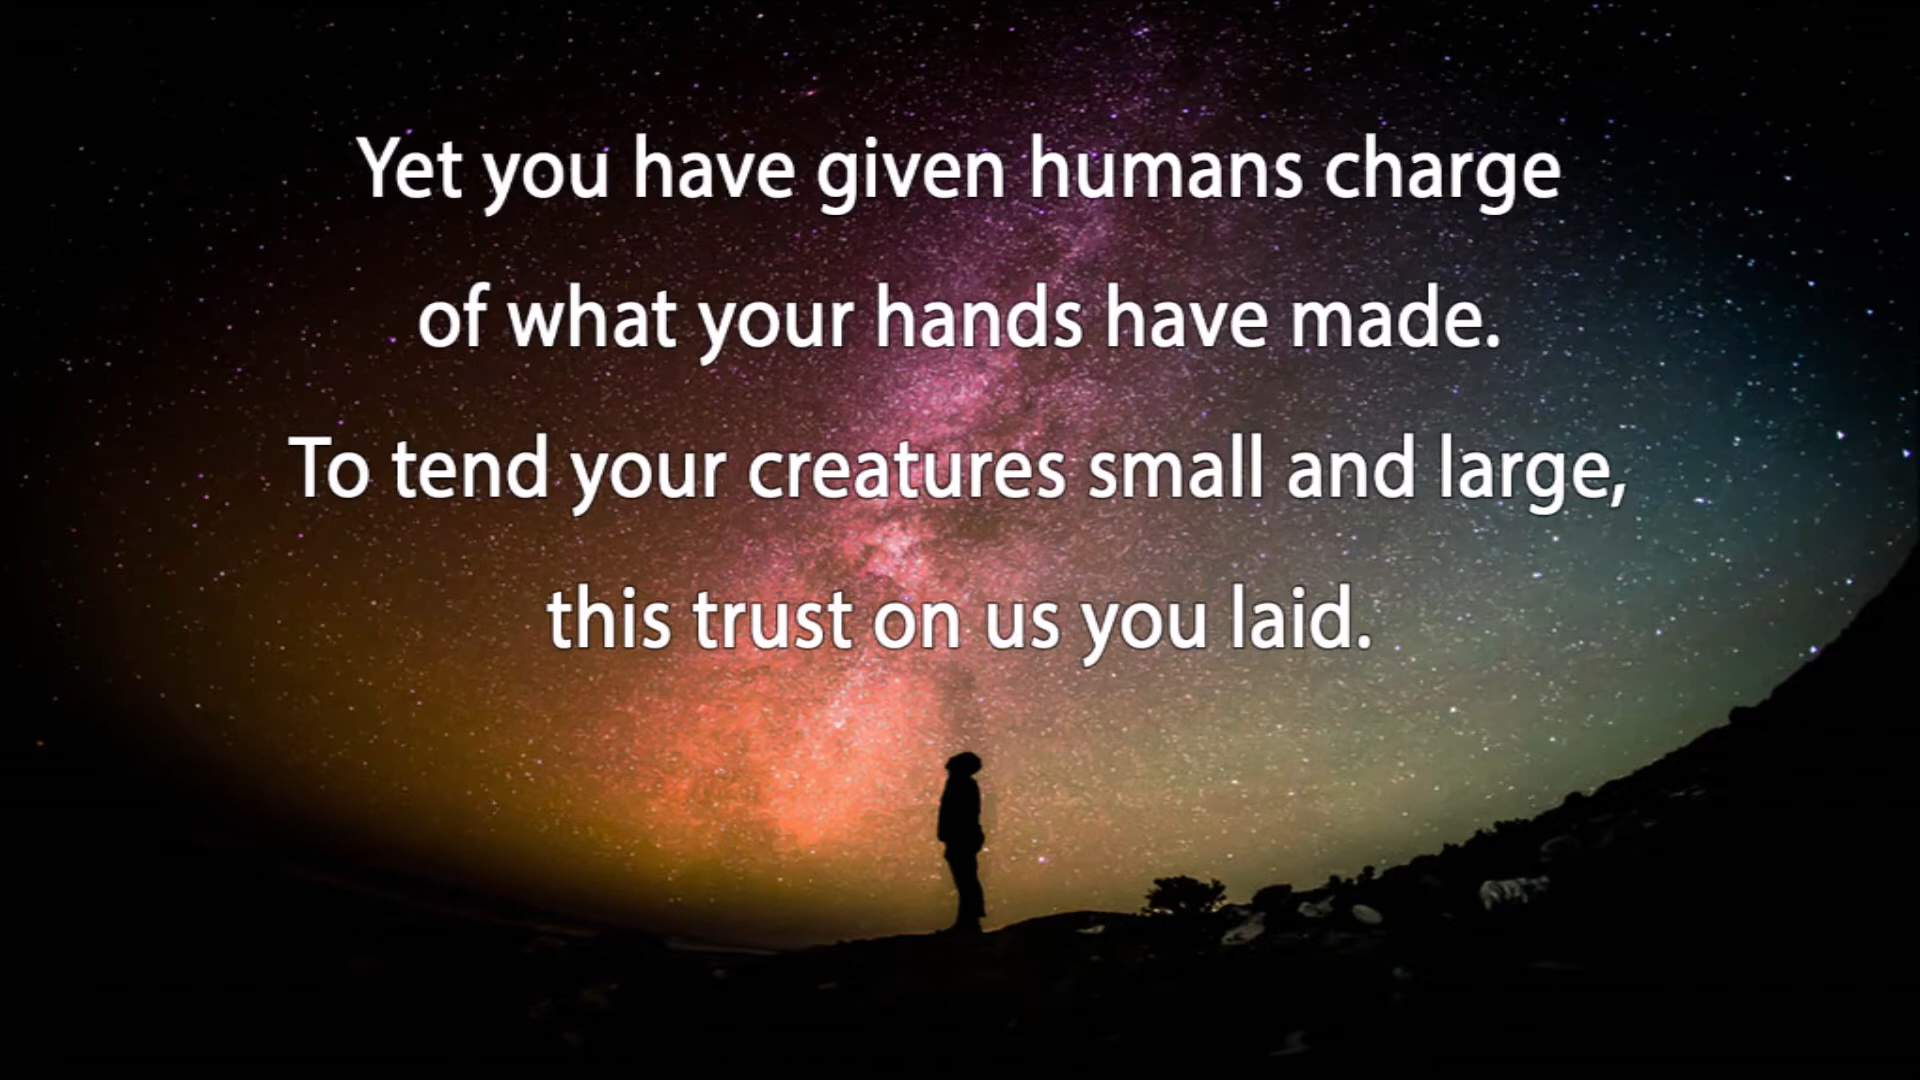 Yet you have given humans charge
of what your hands have made.
To tend your creatures small and large,
this trust on us you laid.